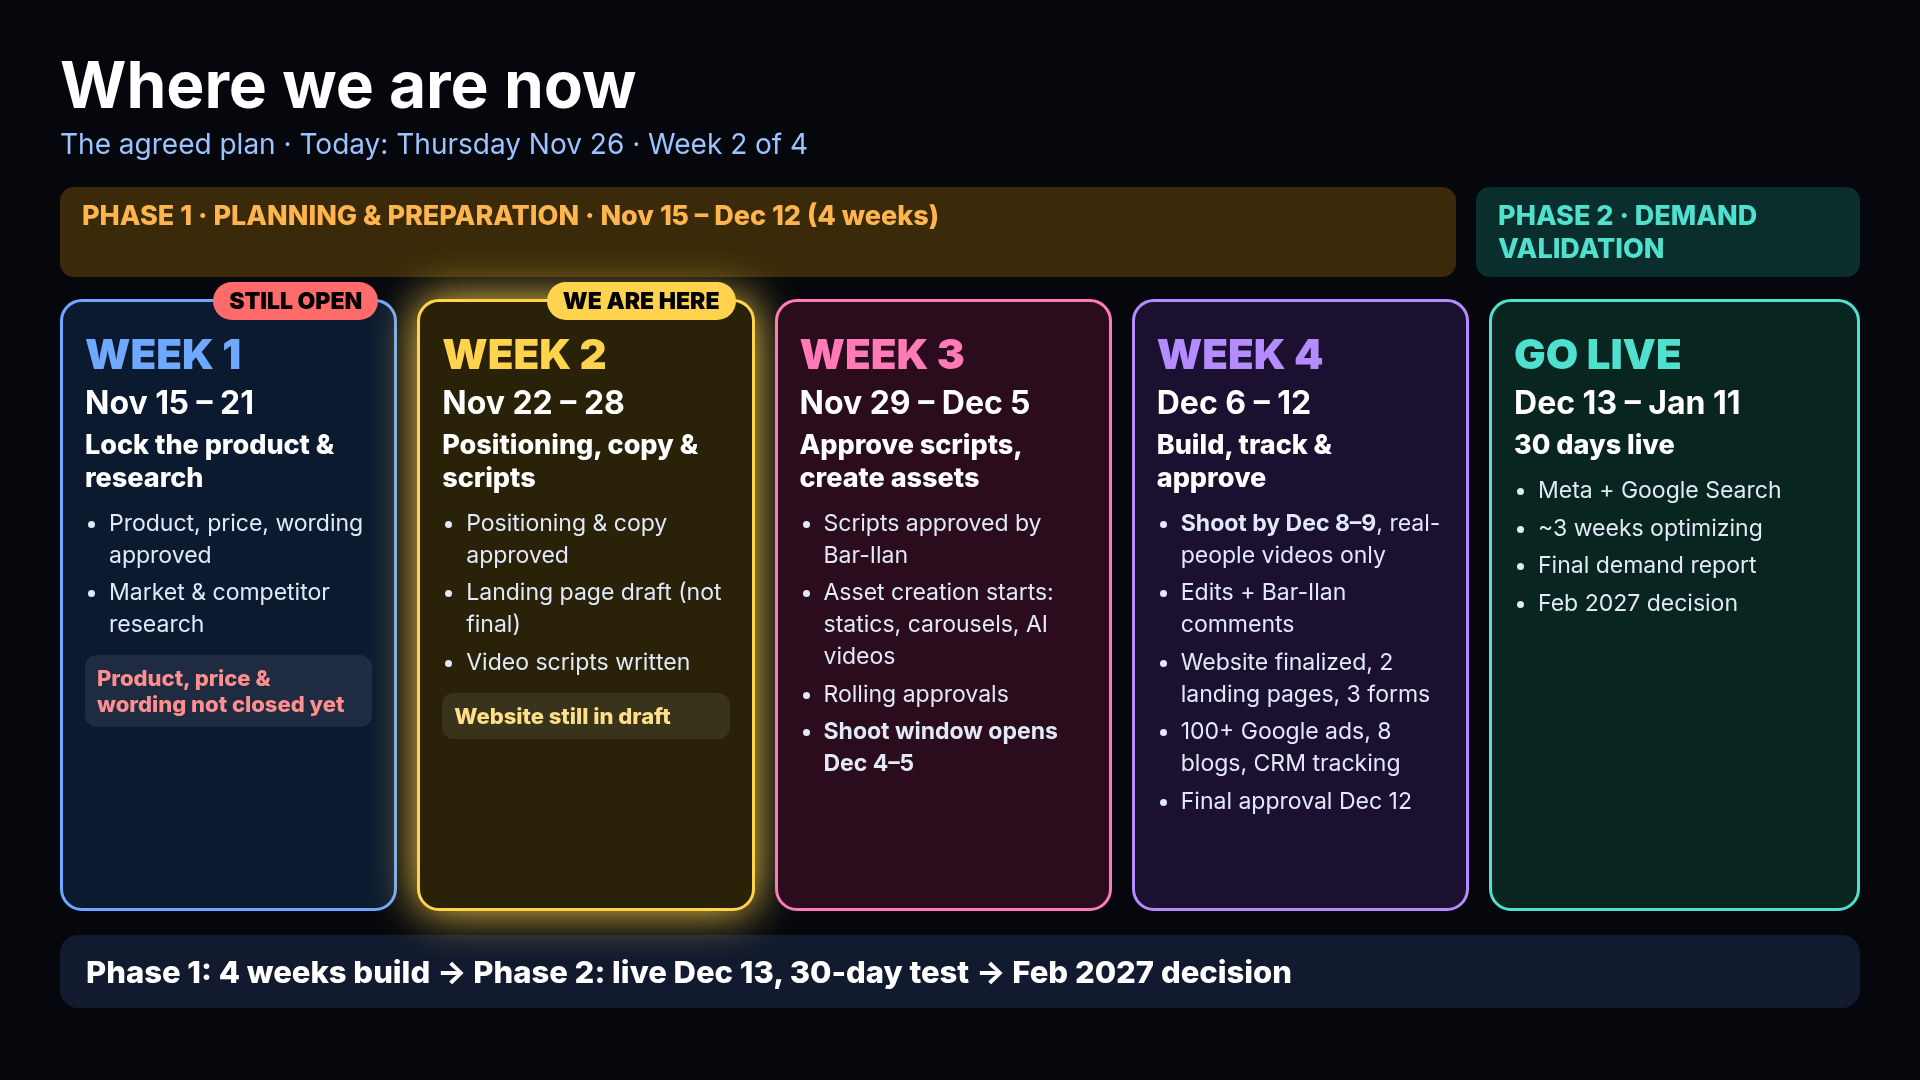 Where we are now
The agreed plan · Today: Thursday Nov 26 · Week 2 of 4
PHASE 1 · PLANNING & PREPARATION · Nov 15 – Dec 12 (4 weeks)
PHASE 2 · DEMAND
VALIDATION
STILL OPEN
WEEK 1
Nov 15 – 21
Lock the product &
research
• Product, price, wording
approved
• Market & competitor
research
Product, price &
wording not closed yet
WE ARE HERE
WEEK 2
Nov 22 – 28
Positioning, copy &
scripts
• Positioning & copy
approved
• Landing page draft (not
final)
• Video scripts written
Website still in draft
WEEK 3
Nov 29 – Dec 5
Approve scripts,
create assets
• Scripts approved by
Bar-Ilan
• Asset creation starts:
statics, carousels, AI
videos
• Rolling approvals
• Shoot window opens
Dec 4–5
WEEK 4
Dec 6 – 12
Build, track &
approve
• Shoot by Dec 8–9, real-
people videos only
• Edits + Bar-Ilan
comments
• Website finalized, 2
landing pages, 3 forms
• 100+ Google ads, 8
blogs, CRM tracking
• Final approval Dec 12
GO LIVE
Dec 13 – Jan 11
30 days live
• Meta + Google Search
• ~3 weeks optimizing
• Final demand report
• Feb 2027 decision
Phase 1: 4 weeks build → Phase 2: live Dec 13, 30-day test → Feb 2027 decision